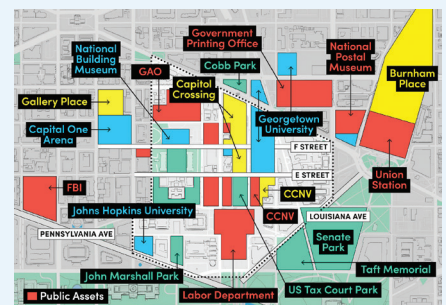 Government
Printing Office
National
Building
Museum
GAO
Cobb Park
National
Postal
Museum
Burnham
Place
Gallery Place
Capitol
Crossing
Capital One
Arena
Georgetown
University
F STREET
E STREET
Union
Station
FBI
CCNV
CCNV
Johns Hopkins University
LOUISIANA AVE
PENNSYLVANIA AVE
Senate
Park
John Marshall Park
Taft Memorial
US Tax Court Park
Labor Department
Public Assets